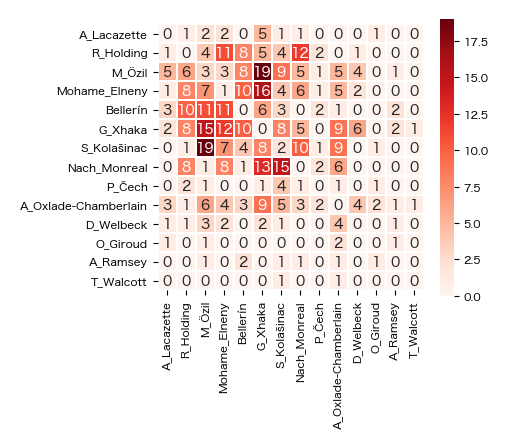 A_Lacazette 0 1 2 2 0 5 1 1 0 0 0 1 0 0
R_Holding 1 0 4 11 8 5 4 12 2 0 1 0 0 0
M_Özil 5 6 3 3 8 19 9 5 1 5 4 0 1 0
Mohame_Elneny 1 8 7 1 10 16 4 6 1 5 2 0 0 0
Bellerín 3 10 11 11 0 6 3 0 2 1 0 0 2 0
G_Xhaka 2 8 15 12 10 0 8 5 0 9 6 0 2 1
S_Kolašinac 0 1 19 7 4 8 2 10 1 9 0 1 0 0
Nach_Monreal 0 8 1 8 1 13 15 0 2 6 0 0 0 0
P_Čech 0 2 1 0 0 1 4 1 0 1 0 0 0 0
A_Oxlade-Chamberlain 3 1 6 4 3 9 5 3 2 0 4 2 1 1
D_Welbeck 1 1 3 2 0 2 1 0 0 4 0 0 1 0
O_Giroud 1 0 1 0 0 0 0 0 0 2 0 0 1 0
A_Ramsey 0 0 1 0 2 0 1 0 0 1 0 1 0 0
T_Walcott 0 0 0 0 0 0 1 0 0 1 0 0 0 0
A_Lacazette
R_Holding
M_Özil
Mohame_Elneny
Bellerín
G_Xhaka
S_Kolašinac
Nach_Monreal
P_Čech
A_Oxlade-Chamberlain
D_Welbeck
O_Giroud
A_Ramsey
T_Walcott
17.5
15.0
12.5
10.0
7.5
5.0
2.5
0.0